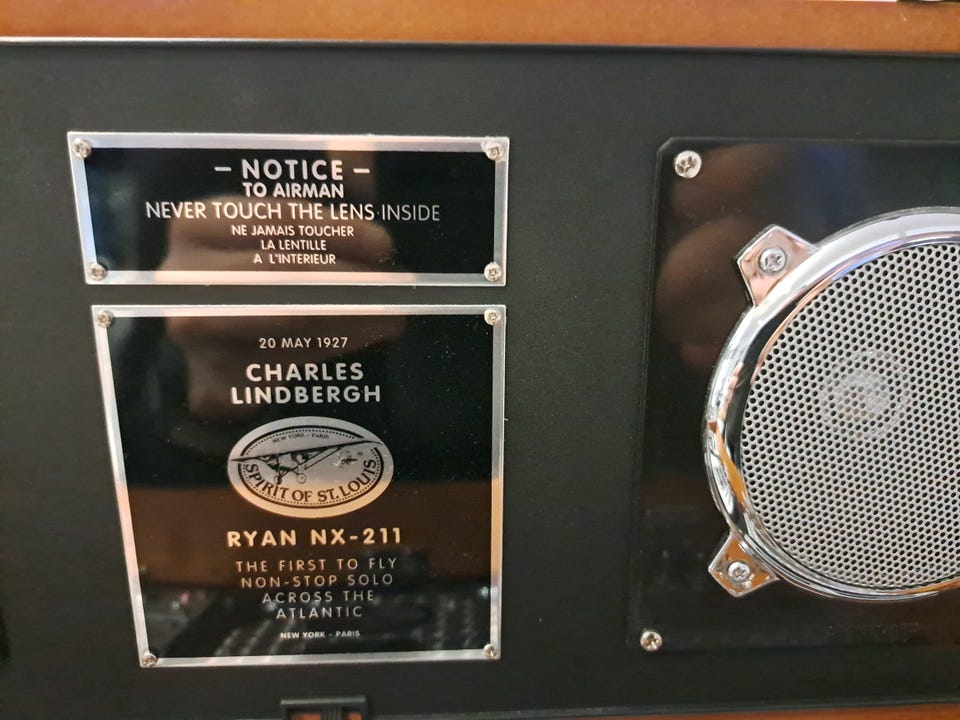 – NOTICE –
TO AIRMAN
NEVER TOUCH THE LENS INSIDE
NE JAMAIS TOUCHER
LA LENTILLE
A L'INTERIEUR
20 MAY 1927
CHARLES
LINDBERGH
NEW YORK - PARIS
SPIRIT OF ST. LOUIS
RYAN NX-211
THE FIRST TO FLY
NON-STOP SOLO
ACROSS THE
ATLANTIC
NEW YORK - PARIS